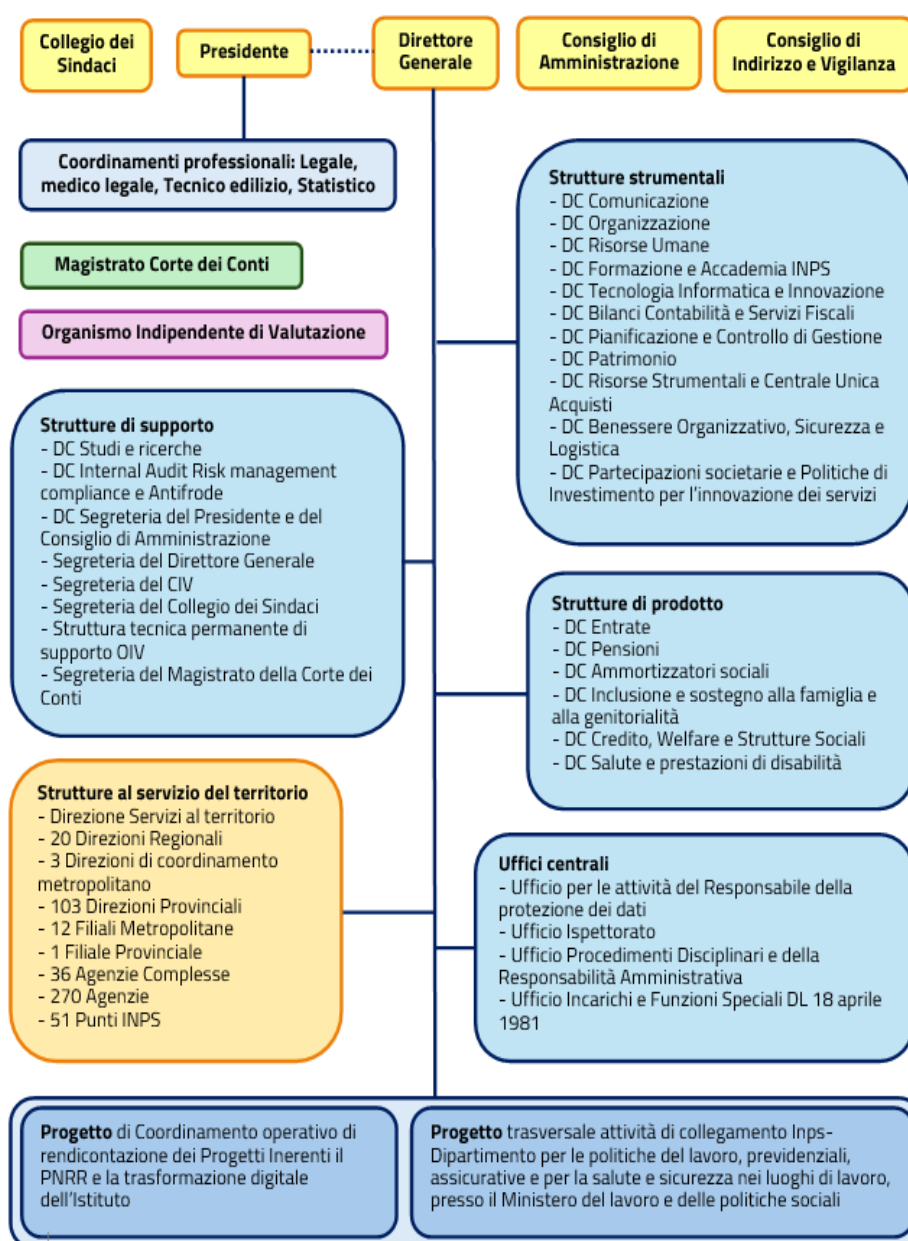 Collegio dei
Sindaci
Presidente
Direttore
Generale
Consiglio di
Amministrazione
Consiglio di
Indirizzo e Vigilanza
Coordinamenti professionali: Legale,
medico legale, Tecnico edilizio, Statistico
Magistrato Corte dei Conti
Organismo Indipendente di Valutazione
Strutture strumentali
- DC Comunicazione
- DC Organizzazione
- DC Risorse Umane
- DC Formazione e Accademia INPS
- DC Tecnologia Informatica e Innovazione
- DC Bilanci Contabilità e Servizi Fiscali
- DC Pianificazione e Controllo di Gestione
- DC Patrimonio
- DC Risorse Strumentali e Centrale Unica
Acquisti
- DC Benessere Organizzativo, Sicurezza e
Logistica
- DC Partecipazioni societarie e Politiche di
Investimento per l'innovazione dei servizi
Strutture di supporto
- DC Studi e ricerche
- DC Internal Audit Risk management
compliance e Antifrode
- DC Segreteria del Presidente e del
Consiglio di Amministrazione
- Segreteria del Direttore Generale
- Segreteria del CIV
- Segreteria del Collegio dei Sindaci
- Struttura tecnica permanente di
supporto OIV
- Segreteria del Magistrato della Corte dei
Conti
Strutture di prodotto
- DC Entrate
- DC Pensioni
- DC Ammortizzatori sociali
- DC Inclusione e sostegno alla famiglia e
alla genitorialità
- DC Credito, Welfare e Strutture Sociali
- DC Salute e prestazioni di disabilità
Strutture al servizio del territorio
- Direzione Servizi al territorio
- 20 Direzioni Regionali
- 3 Direzioni di coordinamento
metropolitano
- 103 Direzioni Provinciali
- 12 Filiali Metropolitane
- 1 Filiale Provinciale
- 36 Agenzie Complesse
- 270 Agenzie
- 51 Punti INPS
Uffici centrali
- Ufficio per le attività del Responsabile della
protezione dei dati
- Ufficio Ispettorato
- Ufficio Procedimenti Disciplinari e della
Responsabilità Amministrativa
- Ufficio Incarichi e Funzioni Speciali DL 18 aprile
1981
Progetto di Coordinamento operativo di
rendicontazione dei Progetti Inerenti il
PNRR e la trasformazione digitale
dell'Istituto
Progetto trasversale attività di collegamento Inps-
Dipartimento per le politiche del lavoro, previdenziali,
assicurative e per la salute e sicurezza nei luoghi di lavoro,
presso il Ministero del lavoro e delle politiche sociali